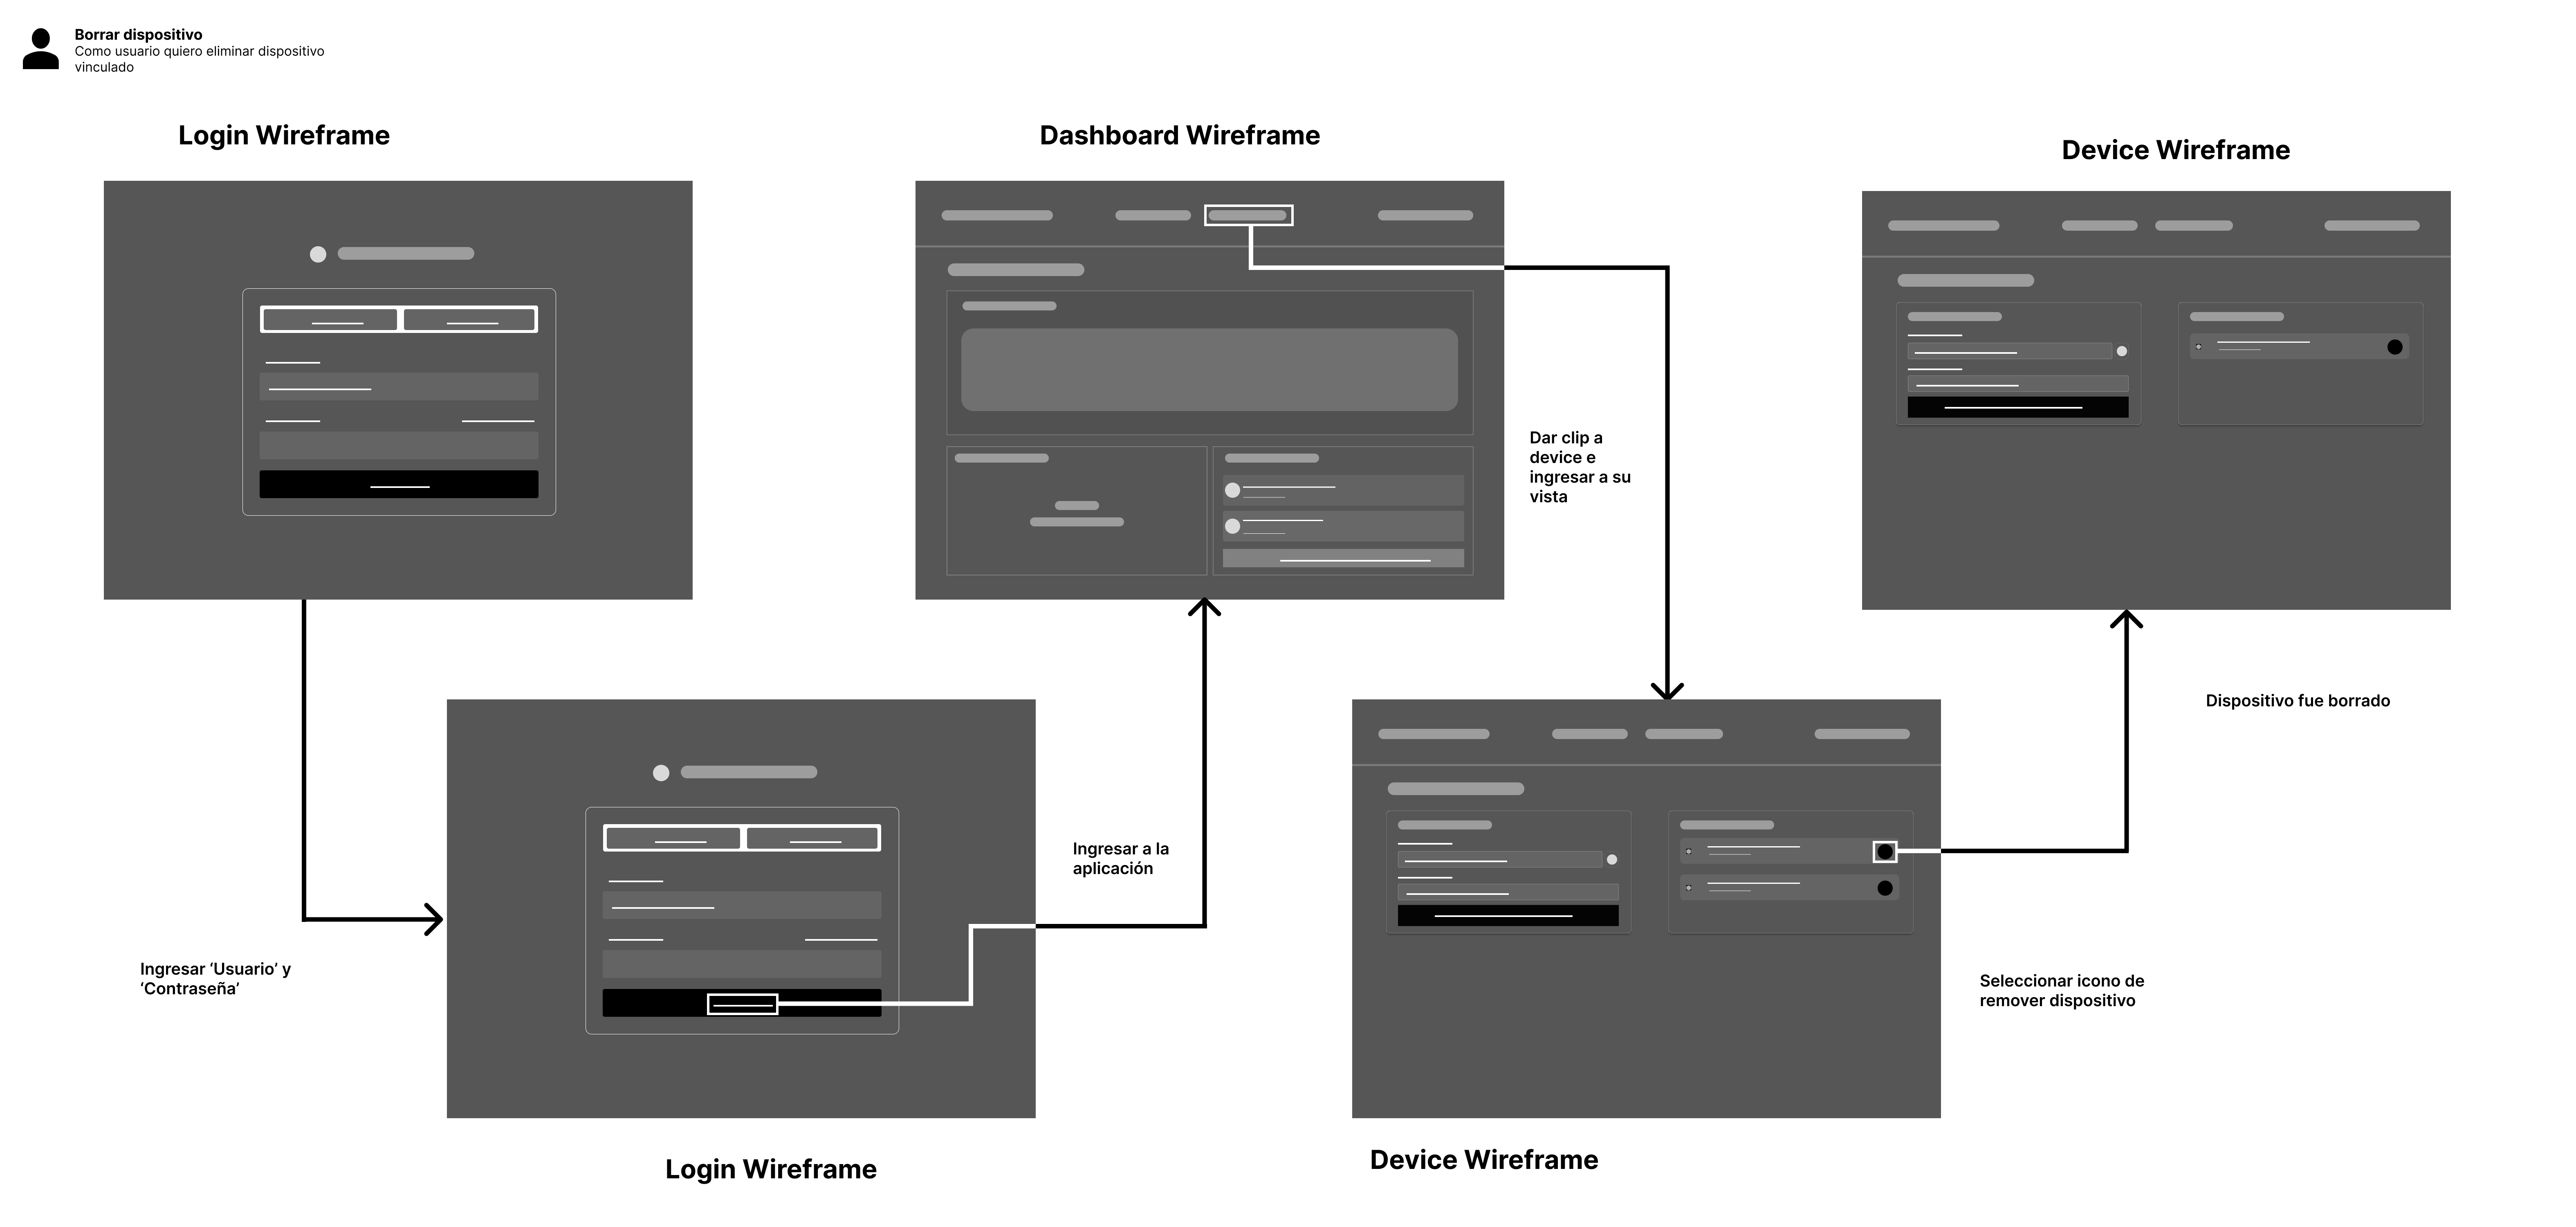 Borrar dispositivo
Como usuario quiero eliminar dispositivo
vinculado
Login Wireframe
Dashboard Wireframe
Device Wireframe
Dar clip a
device e
ingresar a su
vista
Dispositivo fue borrado
Ingresar a la
aplicación
Ingresar ‘Usuario’ y
‘Contraseña’
Seleccionar icono de
remover dispositivo
Login Wireframe
Device Wireframe